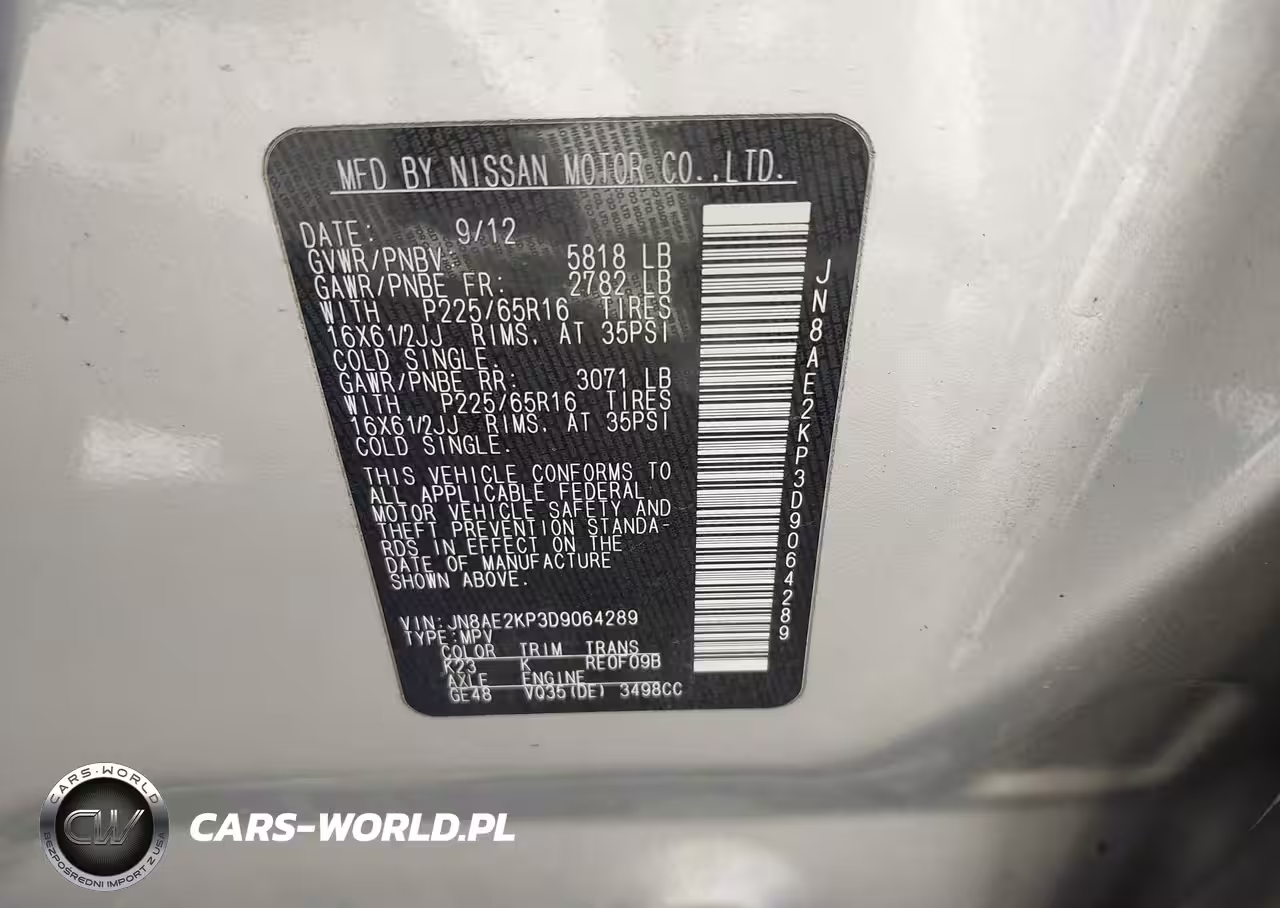 MFD BY NISSAN MOTOR CO.,LTD.
DATE: 9/12
GVWR/PNBV: 5818 LB
GAWR/PNBE FR: 2782 LB
WITH P225/65R16 TIRES
16X61/2JJ RIMS. AT 35PSI
COLD SINGLE.
GAWR/PNBE RR: 3071 LB
WITH P225/65R16 TIRES
16X61/2JJ RIMS. AT 35PSI
COLD SINGLE.
THIS VEHICLE CONFORMS TO
ALL APPLICABLE FEDERAL
MOTOR VEHICLE SAFETY AND
THEFT PREVENTION STANDA-
RDS IN EFFECT ON THE
DATE OF MANUFACTURE
SHOWN ABOVE.
VIN:JN8AE2KP3D9064289
TYPE:MPV
COLOR TRIM TRANS
K23 K RE0F09B
AXLE ENGINE
GE48 VQ35(DE) 3498CC
JN8AE2KP3D9064289
CARS-WORLD
CW
BEZPOŚREDNI IMPORT Z USA
CARS-WORLD.PL